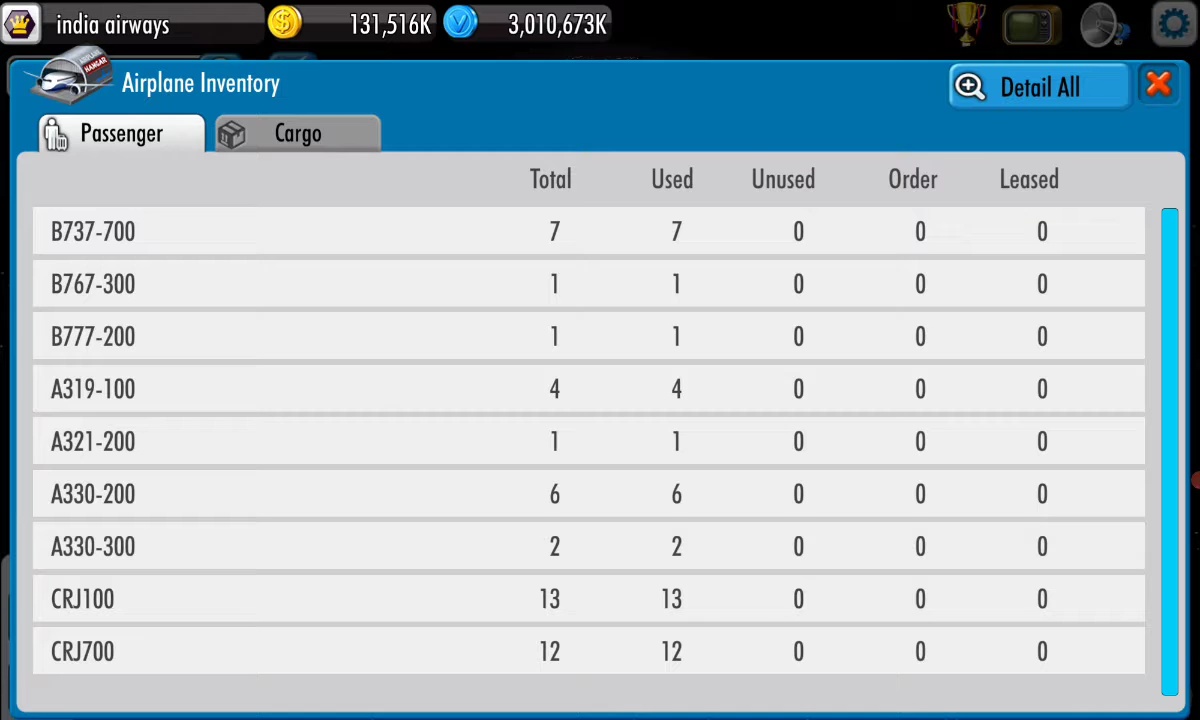 india airways 131,516K 3,010,673K
Airplane Inventory Detail All
Passenger Cargo
Total Used Unused Order Leased
B737-700 7 7 0 0 0
B767-300 1 1 0 0 0
B777-200 1 1 0 0 0
A319-100 4 4 0 0 0
A321-200 1 1 0 0 0
A330-200 6 6 0 0 0
A330-300 2 2 0 0 0
CRJ100 13 13 0 0 0
CRJ700 12 12 0 0 0